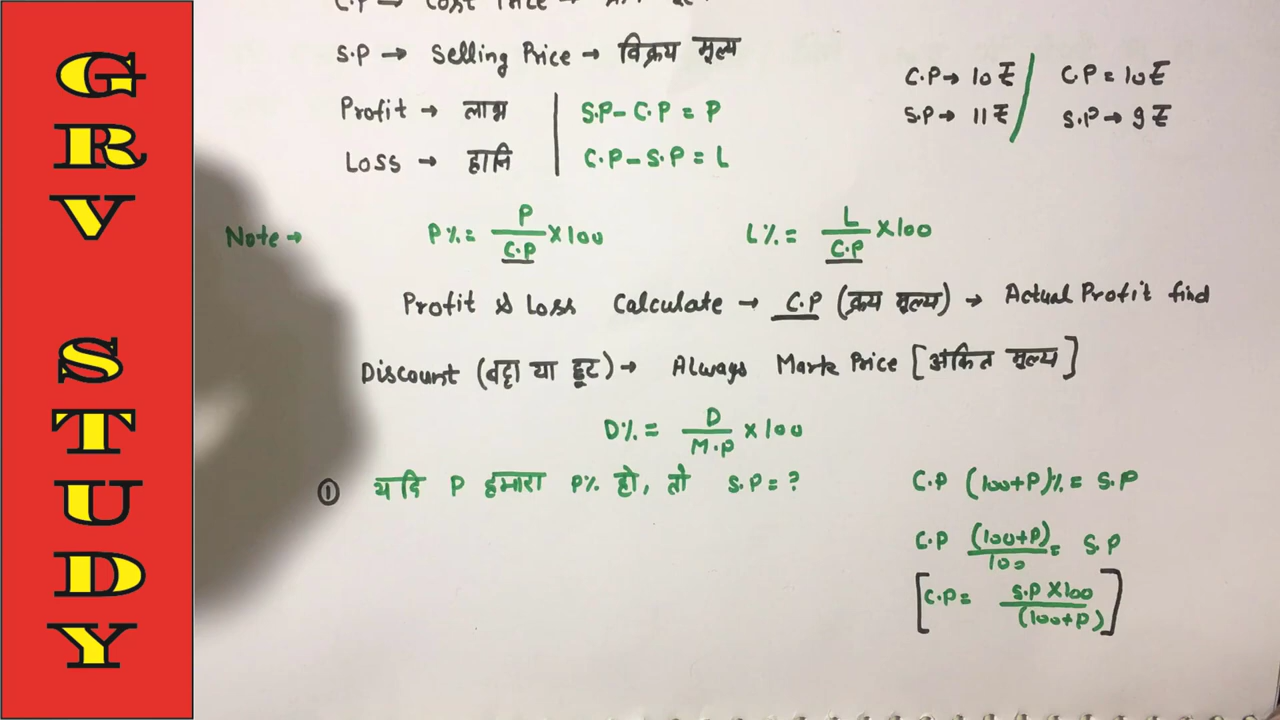 GRV STUDY
S.P → Selling Price → विक्रय मूल्य
Profit → लाभ | S.P - C.P = P
Loss → हानि | C.P - S.P = L
C.P → 10 ₹ / C.P = 10 ₹
S.P → 11 ₹ / S.P → 9 ₹
Note → P% = P/C.P × 100 L% = L/C.P × 100
Profit & Loss Calculate → C.P (क्रय मूल्य) → Actual Profit find
Discount (बट्टा या छूट) → Always Mark Price [अंकित मूल्य]
D% = D/M.P × 100
① यदि P हमारा P% हो, तो S.P = ?
C.P (100+P)% = S.P
C.P (100+P)/100 = S.P
[C.P = S.P X 100/(100+P)]